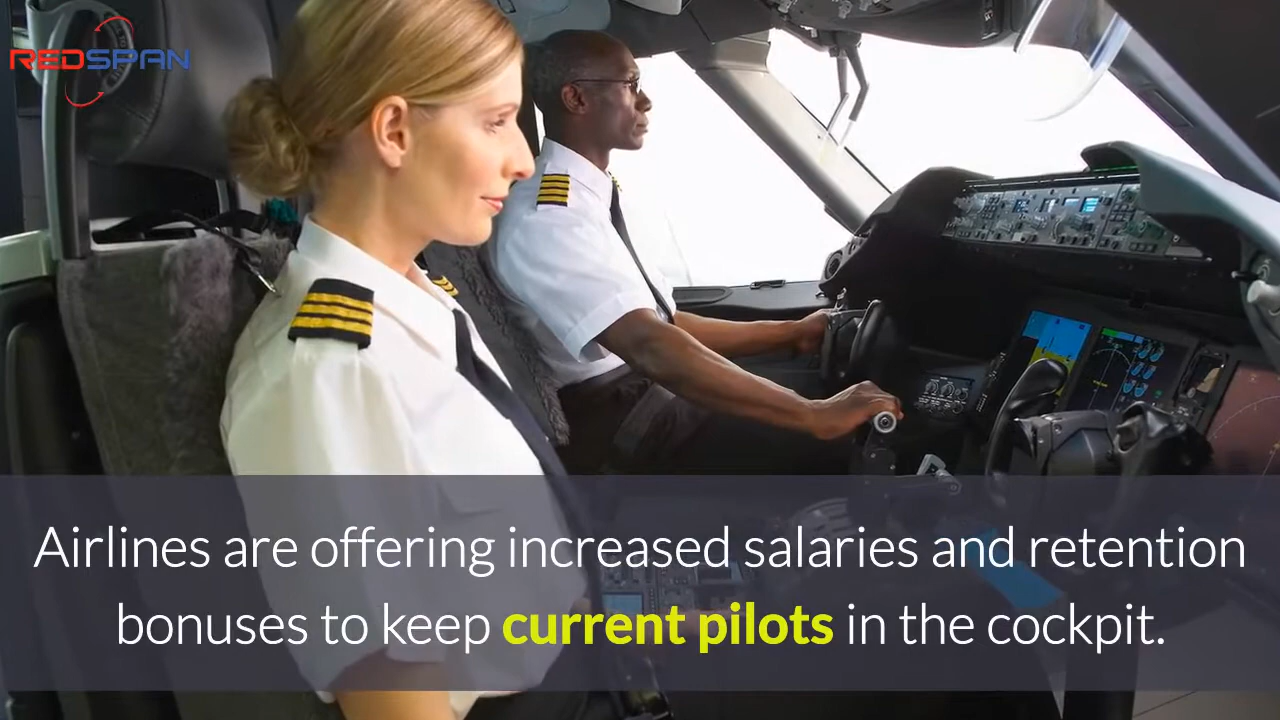 REDSPAN
Airlines are offering increased salaries and retention
bonuses to keep current pilots in the cockpit.